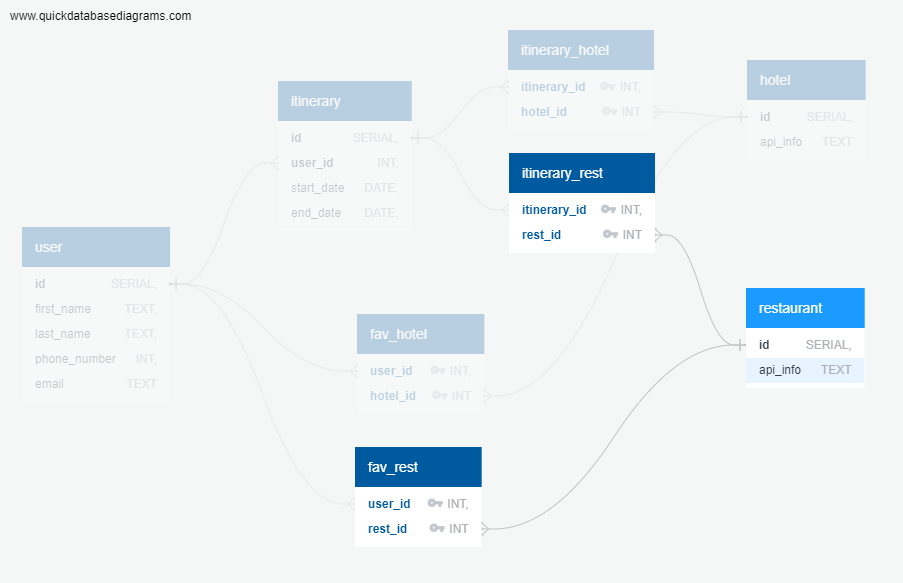 www.quickdatabasediagrams.com
itinerary_hotel
itinerary_id INT,
hotel_id INT
hotel
id SERIAL,
api_info TEXT
itinerary
id SERIAL,
user_id INT,
start_date DATE,
end_date DATE,
itinerary_rest
itinerary_id INT,
rest_id INT
user
id SERIAL,
first_name TEXT,
last_name TEXT,
phone_number INT,
email TEXT
restaurant
id SERIAL,
api_info TEXT
fav_hotel
user_id INT,
hotel_id INT
fav_rest
user_id INT,
rest_id INT